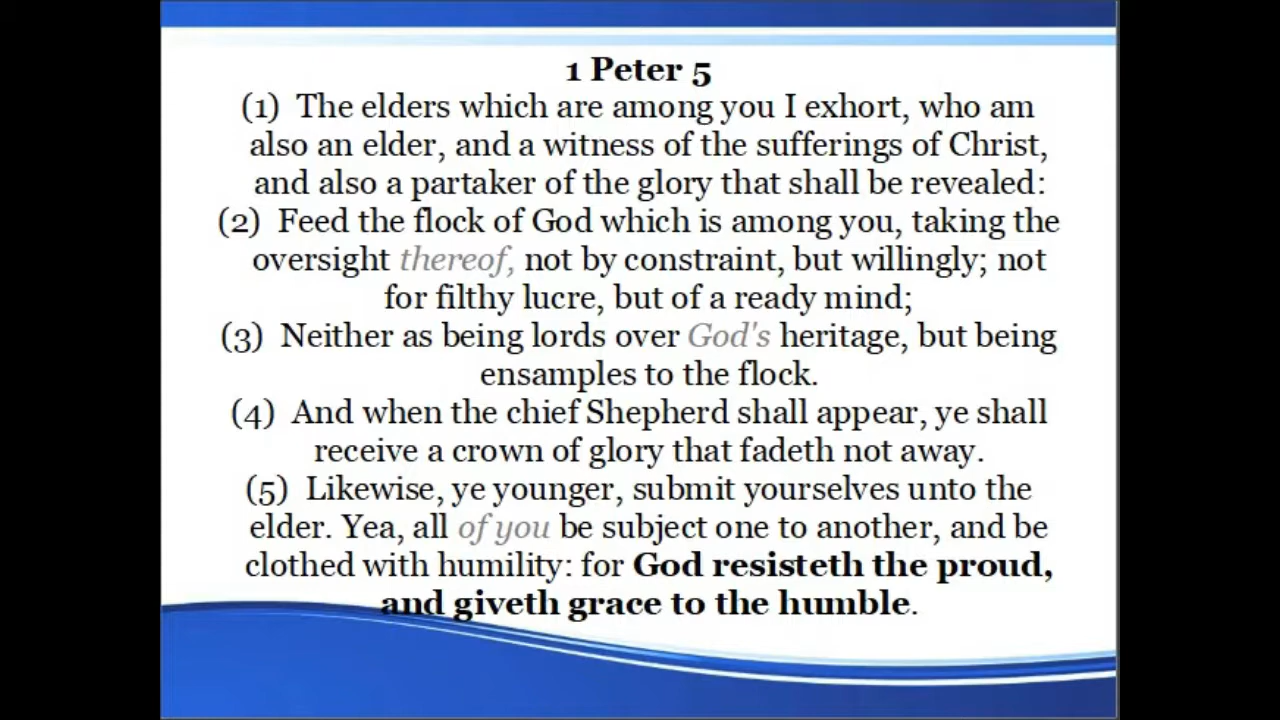 1 Peter 5
(1)  The elders which are among you I exhort, who am
also an elder, and a witness of the sufferings of Christ,
and also a partaker of the glory that shall be revealed:
(2)  Feed the flock of God which is among you, taking the
oversight thereof, not by constraint, but willingly; not
for filthy lucre, but of a ready mind;
(3)  Neither as being lords over God's heritage, but being
ensamples to the flock.
(4)  And when the chief Shepherd shall appear, ye shall
receive a crown of glory that fadeth not away.
(5)  Likewise, ye younger, submit yourselves unto the
elder. Yea, all of you be subject one to another, and be
clothed with humility: for God resisteth the proud,
and giveth grace to the humble.